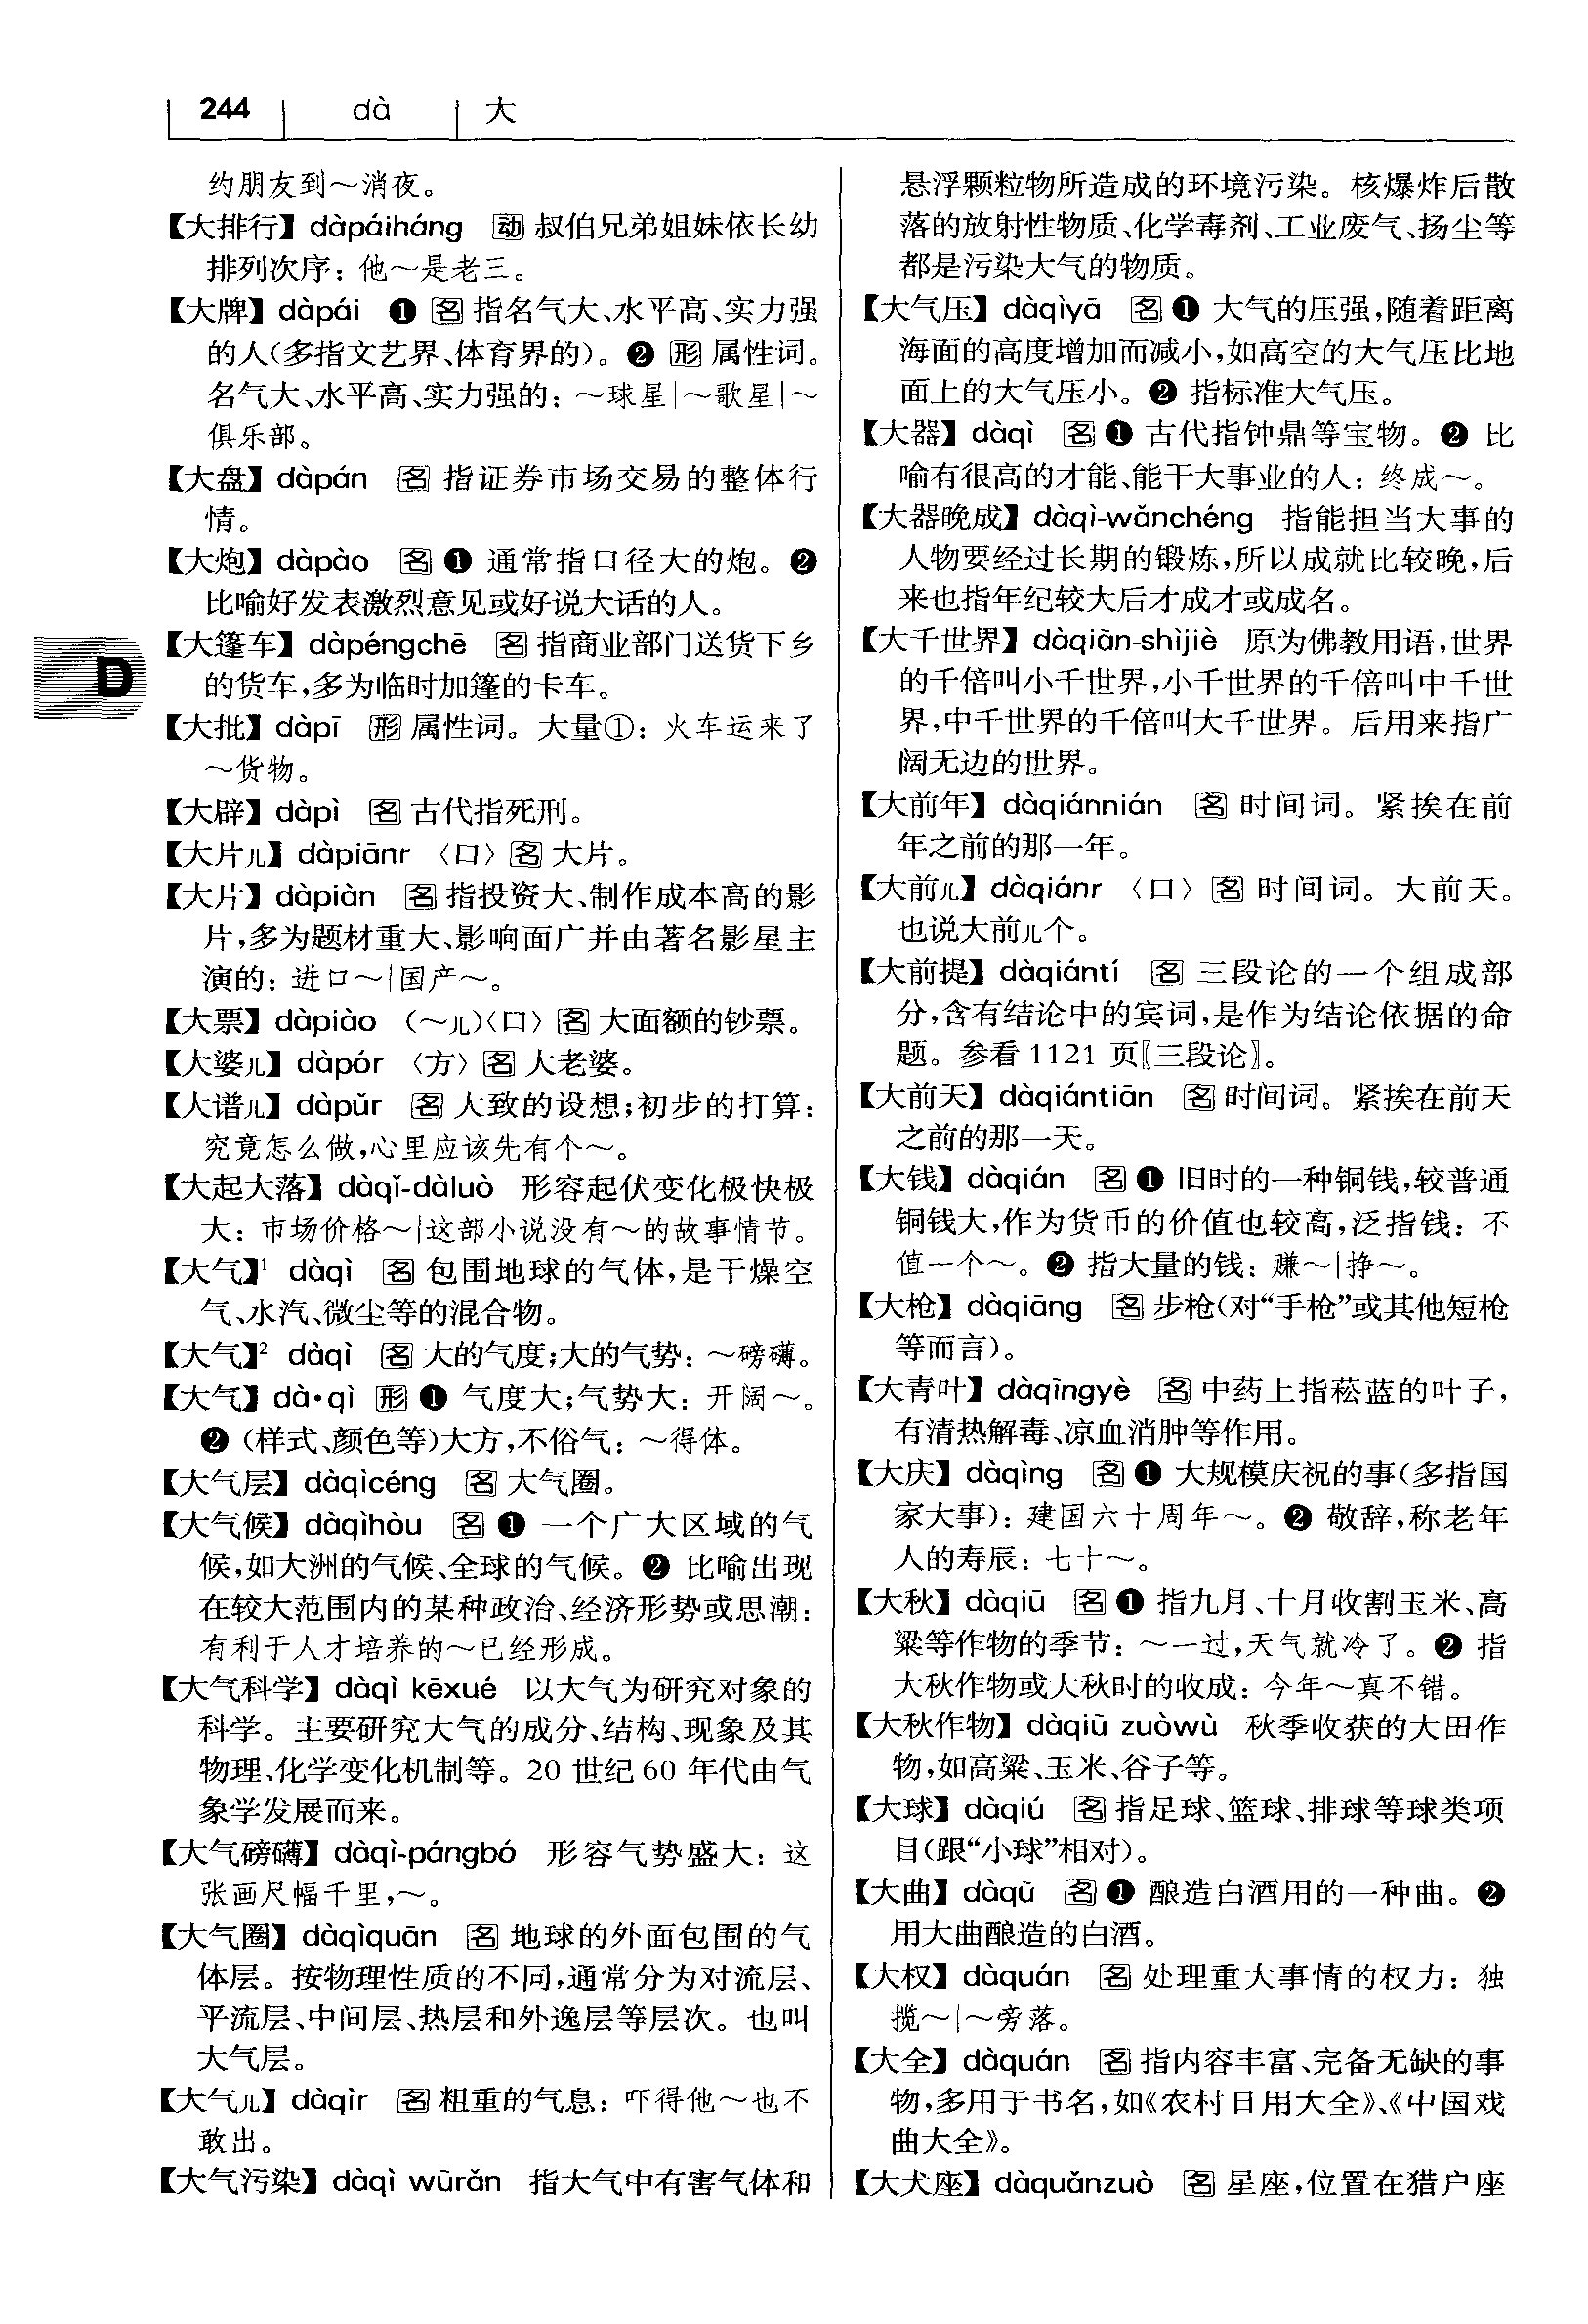 244 dà 大
约朋友到～消夜。
【大排行】 dàpáiháng 动 叔伯兄弟姐妹依长幼
排列次序：他～是老三。
【大牌】 dàpái ❶ 名 指名气大、水平高、实力强
的人（多指文艺界、体育界的）。❷ 形 属性词。
名气大、水平高、实力强的：～球星|～歌星|～
俱乐部。
【大盘】 dàpán 名 指证券市场交易的整体行
情。
【大炮】 dàpào 名 ❶ 通常指口径大的炮。❷
比喻好发表激烈意见或好说大话的人。
【大篷车】 dàpéngchē 名 指商业部门送货下乡
的货车，多为临时加篷的卡车。
D
【大批】 dàpī 形 属性词。大量①：火车运来了
～货物。
【大辟】 dàpì 名 古代指死刑。
【大片儿】 dàpiānr 〈口〉 名 大片。
【大片】 dàpiàn 名 指投资大、制作成本高的影
片，多为题材重大、影响面广并由著名影星主
演的：进口～|国产～。
【大票】 dàpiào （～儿）〈口〉 名 大面额的钞票。
【大婆儿】 dàpór 〈方〉 名 大老婆。
【大谱儿】 dàpǔr 名 大致的设想；初步的打算：
究竟怎么做，心里应该先有个～。
【大起大落】 dàqǐ-dàluò 形容起伏变化极快极
大：市场价格～|这部小说没有～的故事情节。
【大气】¹ dàqì 名 包围地球的气体，是干燥空
气、水汽、微尘等的混合物。
【大气】² dàqì 名 大的气度；大的气势：～磅礴。
【大气】 dà·qì 形 ❶ 气度大；气势大：开阔～。
❷ （样式、颜色等）大方，不俗气：～得体。
【大气层】 dàqìcéng 名 大气圈。
【大气候】 dàqìhòu 名 ❶ 一个广大区域的气
候，如大洲的气候、全球的气候。❷ 比喻出现
在较大范围内的某种政治、经济形势或思潮：
有利于人才培养的～已经形成。
【大气科学】 dàqì kēxué 以大气为研究对象的
科学。主要研究大气的成分、结构、现象及其
物理、化学变化机制等。20 世纪 60 年代由气
象学发展而来。
【大气磅礴】 dàqì-pángbó 形容气势盛大：这
张画尺幅千里，～。
【大气圈】 dàqìquān 名 地球的外面包围的气
体层。按物理性质的不同，通常分为对流层、
平流层、中间层、热层和外逸层等层次。也叫
大气层。
【大气儿】 dàqìr 名 粗重的气息：吓得他～也不
敢出。
【大气污染】 dàqì wūrǎn 指大气中有害气体和
悬浮颗粒物所造成的环境污染。核爆炸后散
落的放射性物质、化学毒剂、工业废气、扬尘等
都是污染大气的物质。
【大气压】 dàqìyā 名 ❶ 大气的压强，随着距离
海面的高度增加而减小，如高空的大气压比地
面上的大气压小。❷ 指标准大气压。
【大器】 dàqì 名 ❶ 古代指钟鼎等宝物。❷ 比
喻有很高的才能、能干大事业的人：终成～。
【大器晚成】 dàqì-wǎnchéng 指能担当大事的
人物要经过长期的锻炼，所以成就比较晚，后
来也指年纪较大后才成才或成名。
【大千世界】 dàqiān-shìjiè 原为佛教用语，世界
的千倍叫小千世界，小千世界的千倍叫中千世
界，中千世界的千倍叫大千世界。后用来指广
阔无边的世界。
【大前年】 dàqiánnián 名 时间词。紧挨在前
年之前的那一年。
【大前儿】 dàqiánr 〈口〉 名 时间词。大前天。
也说大前儿个。
【大前提】 dàqiántí 名 三段论的一个组成部
分，含有结论中的宾词，是作为结论依据的命
题。参看 1121 页〖三段论〗。
【大前天】 dàqiántiān 名 时间词。紧挨在前天
之前的那一天。
【大钱】 dàqián 名 ❶ 旧时的一种铜钱，较普通
铜钱大，作为货币的价值也较高，泛指钱：不
值一个～。❷ 指大量的钱：赚～|挣～。
【大枪】 dàqiāng 名 步枪（对“手枪”或其他短枪
等而言）。
【大青叶】 dàqīngyè 名 中药上指菘蓝的叶子，
有清热解毒、凉血消肿等作用。
【大庆】 dàqìng 名 ❶ 大规模庆祝的事（多指国
家大事）：建国六十周年～。❷ 敬辞，称老年
人的寿辰：七十～。
【大秋】 dàqiū 名 ❶ 指九月、十月收割玉米、高
粱等作物的季节：～一过，天气就冷了。❷ 指
大秋作物或大秋时的收成：今年～真不错。
【大秋作物】 dàqiū zuòwù 秋季收获的大田作
物，如高粱、玉米、谷子等。
【大球】 dàqiú 名 指足球、篮球、排球等球类项
目（跟“小球”相对）。
【大曲】 dàqū 名 ❶ 酿造白酒用的一种曲。❷
用大曲酿造的白酒。
【大权】 dàquán 名 处理重大事情的权力：独
揽～|～旁落。
【大全】 dàquán 名 指内容丰富、完备无缺的事
物，多用于书名，如《农村日用大全》、《中国戏
曲大全》。
【大犬座】 dàquǎnzuò 名 星座，位置在猎户座